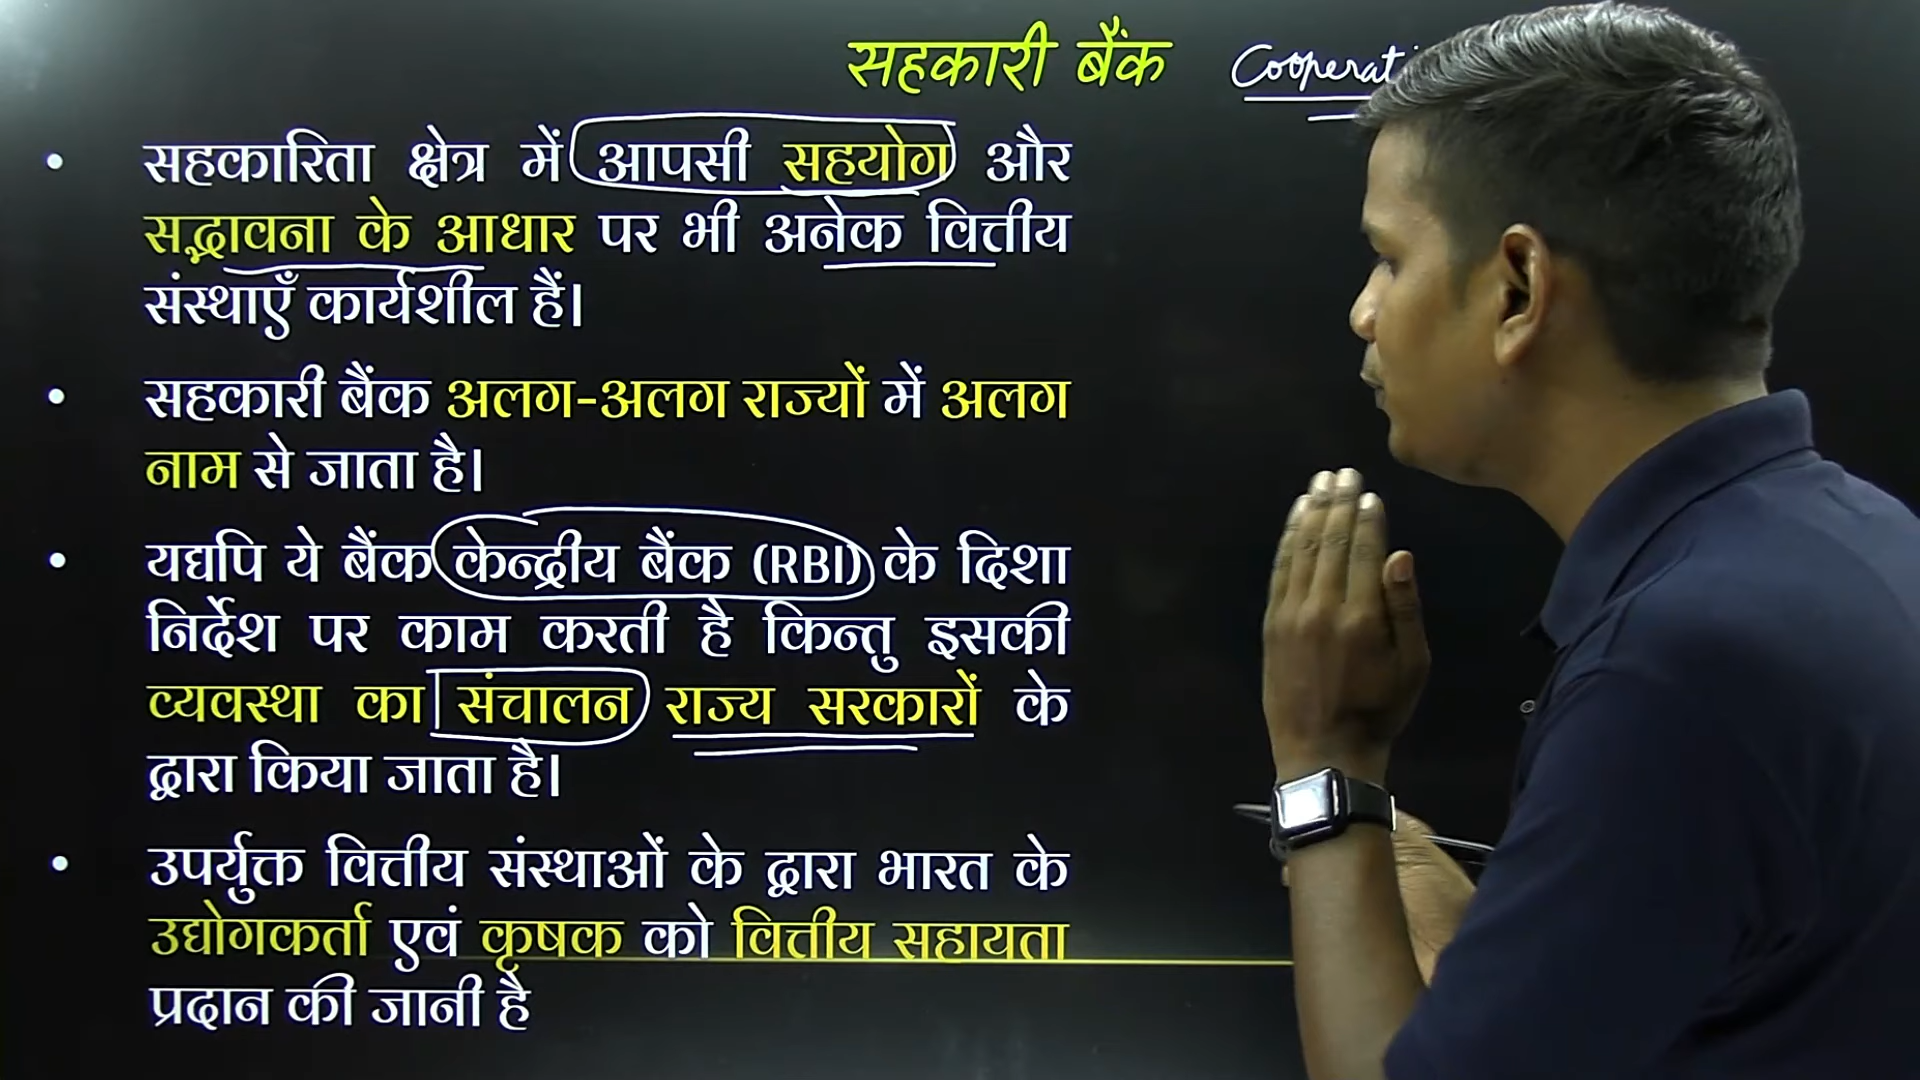 सहकारी बैंक
• सहकारिता क्षेत्र में आपसी सहयोग और
सद्भावना के आधार पर भी अनेक वित्तीय
संस्थाएँ कार्यशील हैं।
• सहकारी बैंक अलग-अलग राज्यों में अलग
नाम से जाता है।
• यद्यपि ये बैंक केन्द्रीय बैंक (RBI) के दिशा
निर्देश पर काम करती है किन्तु इसकी
व्यवस्था का संचालन राज्य सरकारों के
द्वारा किया जाता है।
• उपर्युक्त वित्तीय संस्थाओं के द्वारा भारत के
उद्योगकर्ता एवं कृषक को वित्तीय सहायता
प्रदान की जानी है